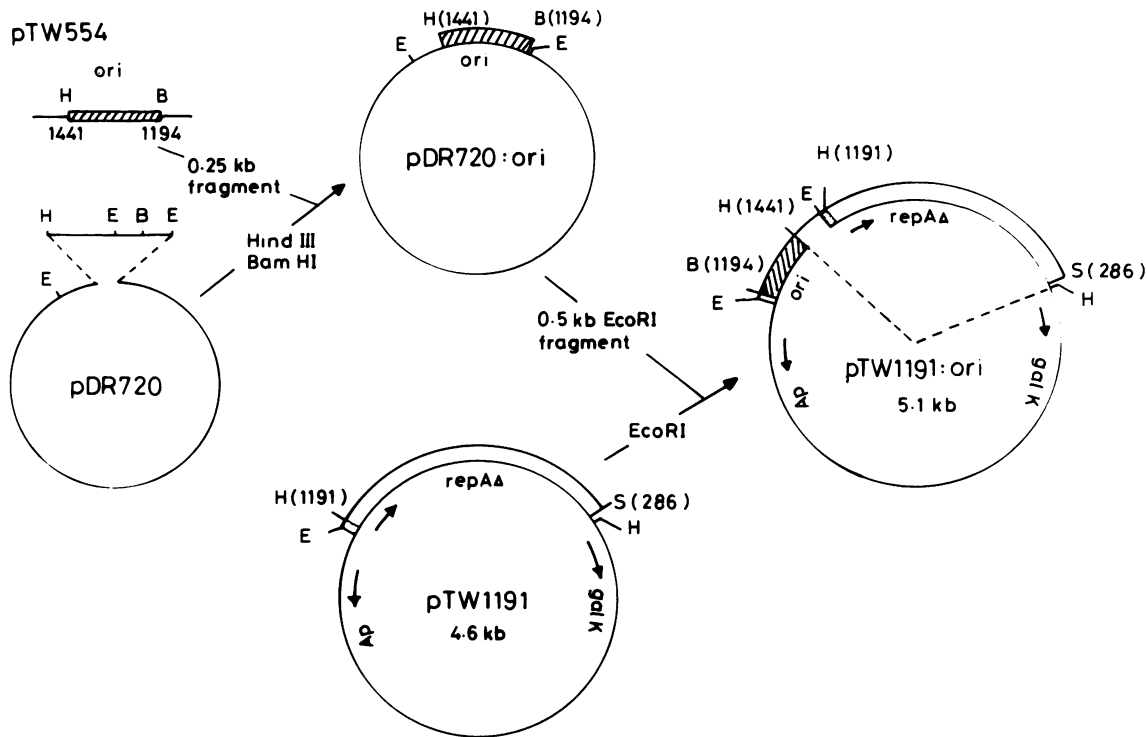 pTW554
ori
H B
1441 1194
0.25 kb
fragment
H E B E
E
pDR720
Hind III
Bam HI
H(1441) B(1194)
E E
ori
pDR720:ori
0.5 kb EcoRI
fragment
EcoRI
H(1191)
E
repAΔ
S(286)
H
AP
galK
pTW1191
4.6 kb
H(1191)
E
H(1441)
repAΔ
B(1194)
E
ori
S(286)
H
AP
galK
pTW1191:ori
5.1 kb